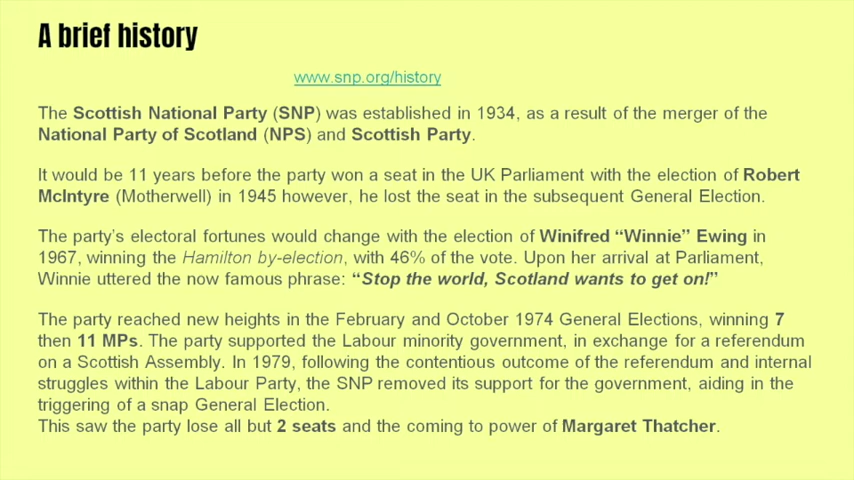 A brief history
www.snp.org/history
The Scottish National Party (SNP) was established in 1934, as a result of the merger of the
National Party of Scotland (NPS) and Scottish Party.
It would be 11 years before the party won a seat in the UK Parliament with the election of Robert
McIntyre (Motherwell) in 1945 however, he lost the seat in the subsequent General Election.
The party's electoral fortunes would change with the election of Winifred “Winnie” Ewing in
1967, winning the Hamilton by-election, with 46% of the vote. Upon her arrival at Parliament,
Winnie uttered the now famous phrase: “Stop the world, Scotland wants to get on!”
The party reached new heights in the February and October 1974 General Elections, winning 7
then 11 MPs. The party supported the Labour minority government, in exchange for a referendum
on a Scottish Assembly. In 1979, following the contentious outcome of the referendum and internal
struggles within the Labour Party, the SNP removed its support for the government, aiding in the
triggering of a snap General Election.
This saw the party lose all but 2 seats and the coming to power of Margaret Thatcher.